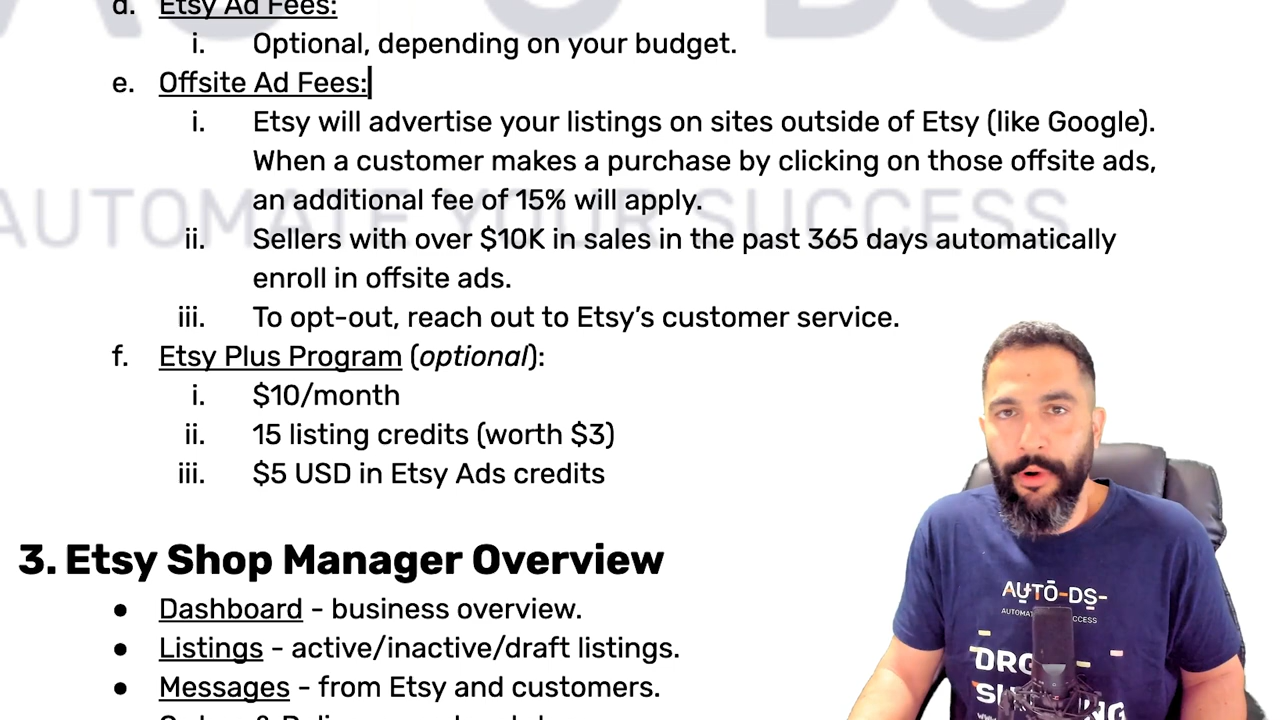 d. Etsy Ad Fees:
i. Optional, depending on your budget.
e. Offsite Ad Fees:
i. Etsy will advertise your listings on sites outside of Etsy (like Google).
When a customer makes a purchase by clicking on those offsite ads,
an additional fee of 15% will apply.
AUTOMATE YOUR SUCCESS
ii. Sellers with over $10K in sales in the past 365 days automatically
enroll in offsite ads.
iii. To opt-out, reach out to Etsy’s customer service.
f. Etsy Plus Program (optional):
i. $10/month
ii. 15 listing credits (worth $3)
iii. $5 USD in Etsy Ads credits
3. Etsy Shop Manager Overview
● Dashboard - business overview.
● Listings - active/inactive/draft listings.
● Messages - from Etsy and customers.
AUTO-DS-